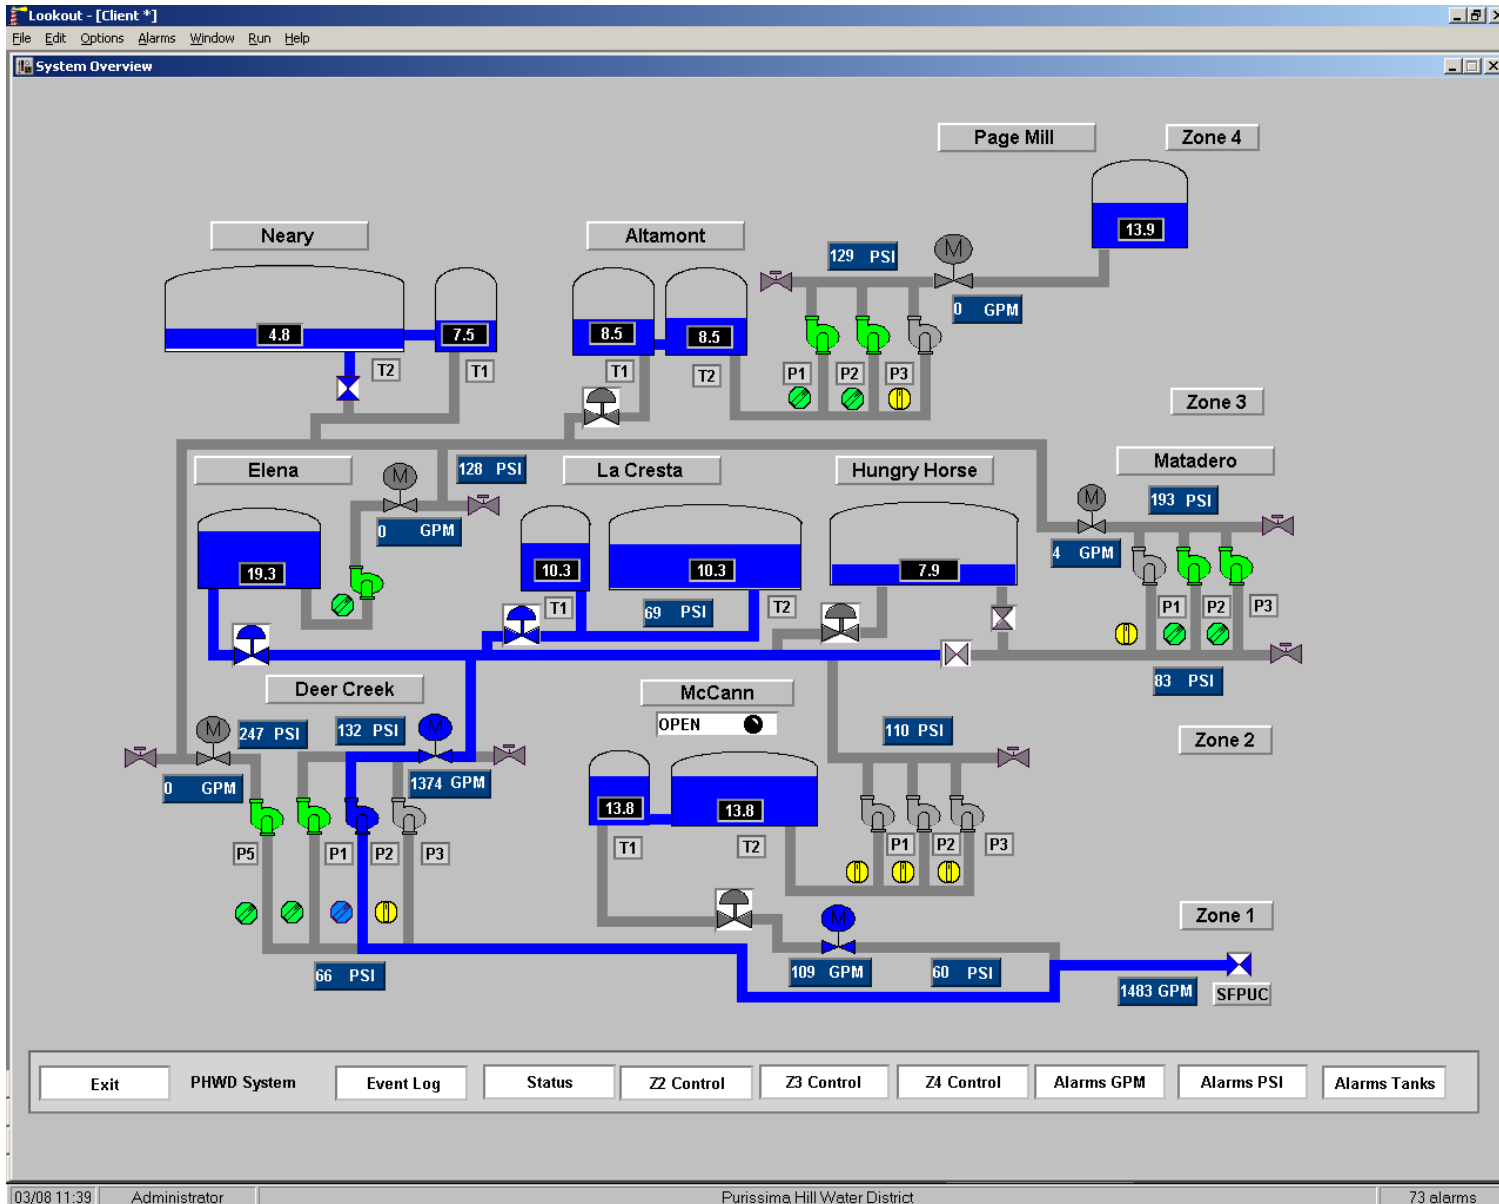 Lookout - [Client *]
File Edit Options Alarms Window Run Help
System Overview
Page Mill
Zone 4
13.9
Neary
Altamont
129 PSI
M
0 GPM
4.8
7.5
8.5
8.5
T2
T1
T1
T2
P1
P2
P3
Zone 3
Elena
128 PSI
La Cresta
Hungry Horse
Matadero
M
0 GPM
M
193 PSI
4 GPM
19.3
10.3
10.3
7.9
T1
69 PSI
T2
P1
P2
P3
83 PSI
Deer Creek
McCann
OPEN
M
247 PSI
132 PSI
M
110 PSI
Zone 2
0 GPM
1374 GPM
13.8
13.8
P5
P1
P2
P3
T1
T2
P1
P2
P3
Zone 1
M
66 PSI
109 GPM
60 PSI
1483 GPM
SFPUC
Exit
PHWD System
Event Log
Status
Z2 Control
Z3 Control
Z4 Control
Alarms GPM
Alarms PSI
Alarms Tanks
03/08 11:39
Administrator
Purissima Hill Water District
73 alarms